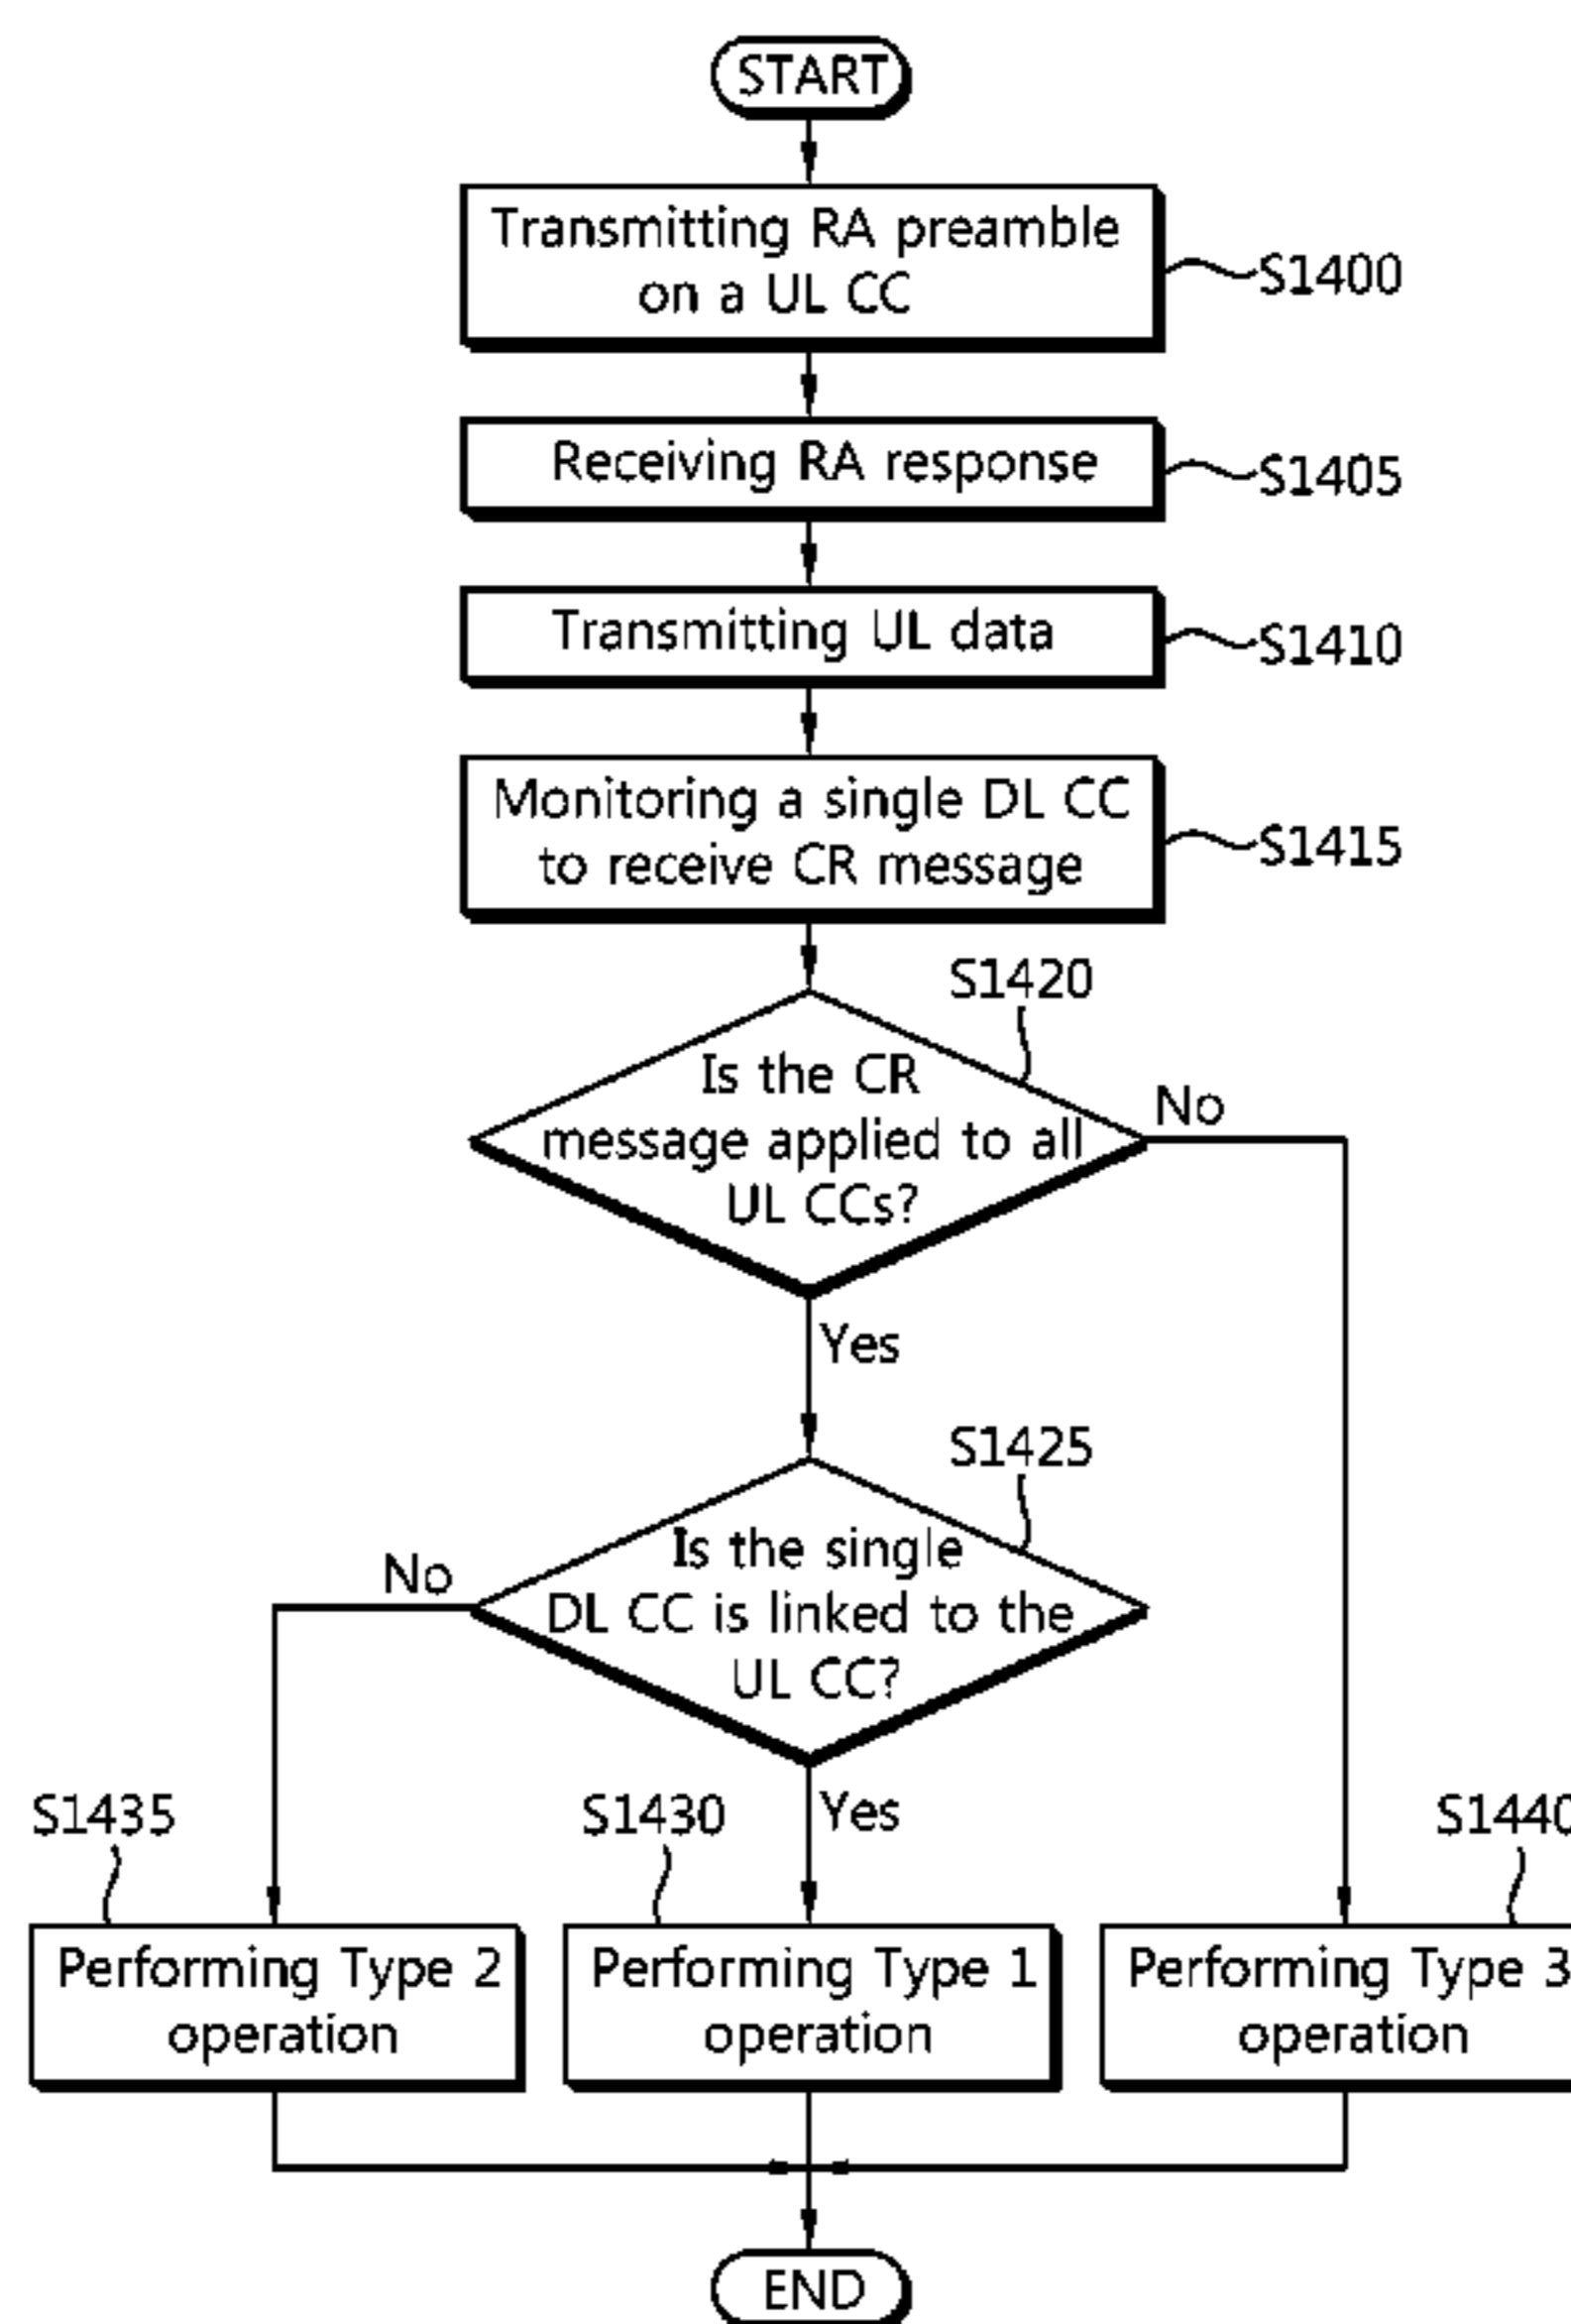 START
Transmitting RA preamble
on a UL CC
S1400
Receiving RA response
S1405
Transmitting UL data
S1410
Monitoring a single DL CC
to receive CR message
S1415
S1420
Is the CR
message applied to all
UL CCs?
No
Yes
S1425
Is the single
DL CC is linked to the
UL CC?
No
Yes
S1435
S1430
S1440
Performing Type 2
operation
Performing Type 1
operation
Performing Type 3
operation
END